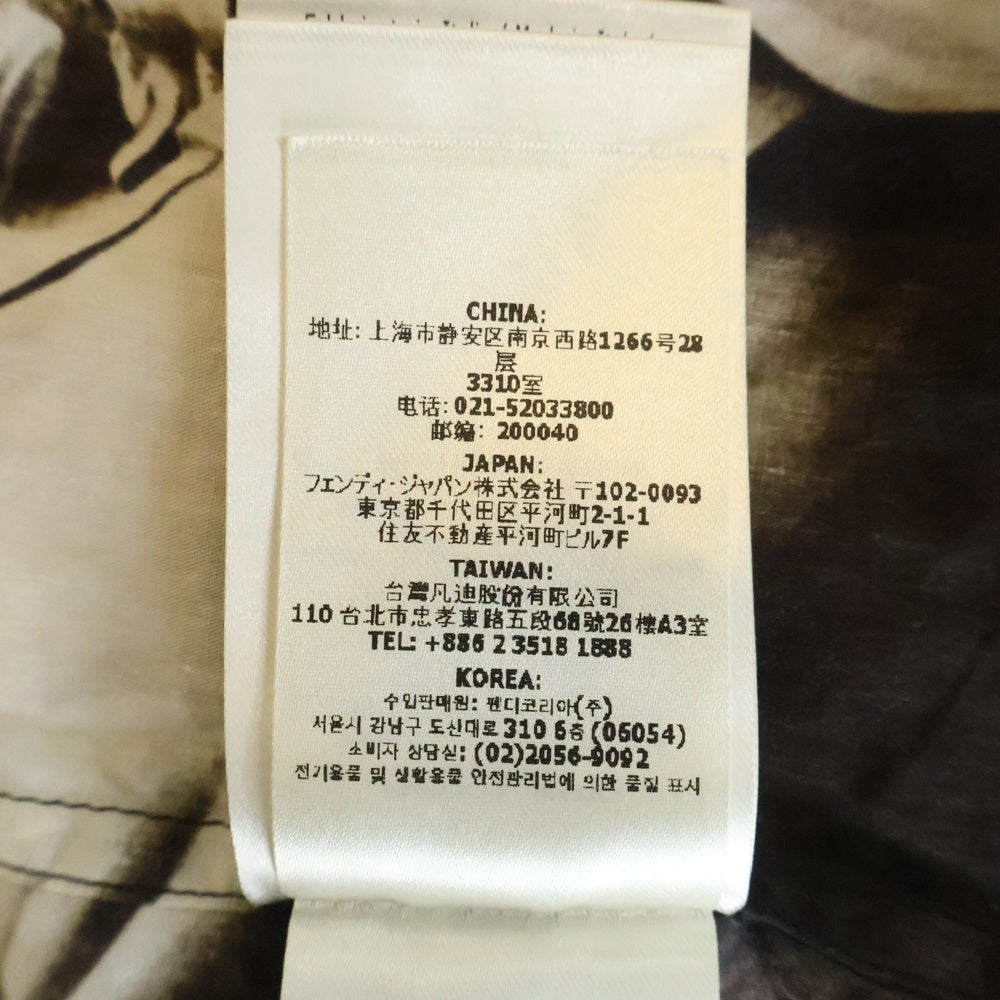 CHINA:
地址: 上海市静安区南京西路1266号28
层
3310室
电话: 021-52033800
邮编: 200040
JAPAN:
フェンディ・ジャパン株式会社 〒102-0093
東京都千代田区平河町2-1-1
住友不動産平河町ビル7F
TAIWAN:
台灣凡迪股份有限公司
110 台北市忠孝東路五段68號26樓A3室
TEL: +886 2 3518 1888
KOREA:
수입판매원: 펜디코리아(주)
서울시 강남구 도산대로 310 6층 (06054)
소비자 상담실: (02)2056-9092
전기용품 및 생활용품 안전관리법에 의한 품질 표시